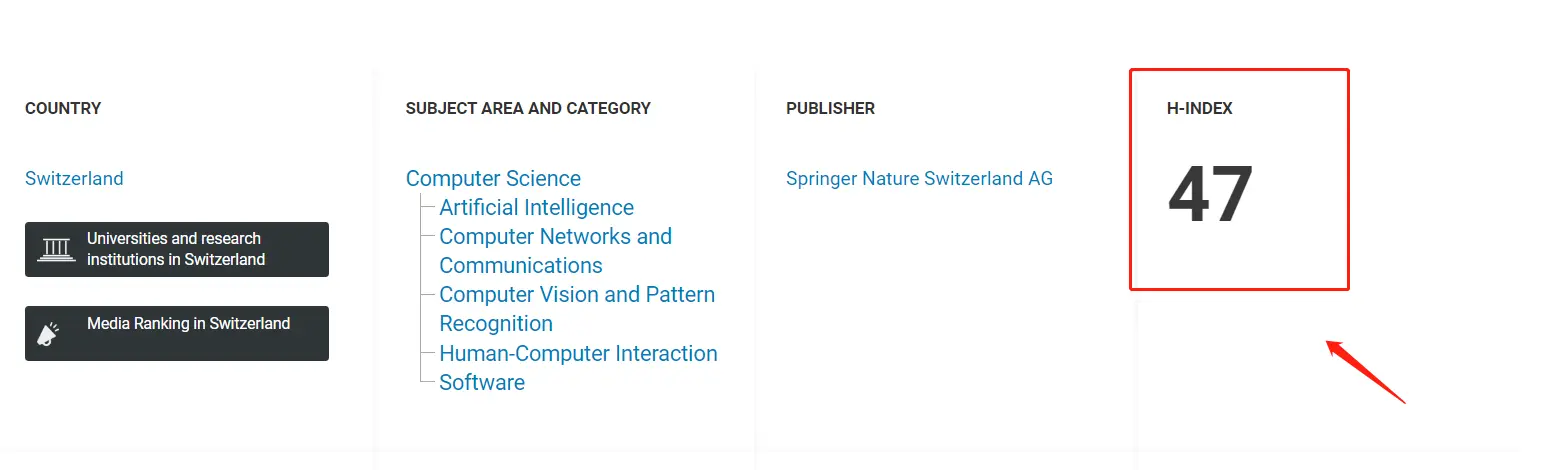 COUNTRY
Switzerland
Universities and research
institutions in Switzerland
Media Ranking in Switzerland
SUBJECT AREA AND CATEGORY
Computer Science
Artificial Intelligence
Computer Networks and
Communications
Computer Vision and Pattern
Recognition
Human-Computer Interaction
Software
PUBLISHER
Springer Nature Switzerland AG
H-INDEX
47